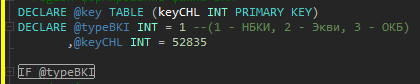 DECLARE @key TABLE (keyCHL INT PRIMARY KEY)
DECLARE @typeBKI INT = 1 --(1 - НБКИ, 2 - Экви, 3 - ОКБ)
,@keyCHL INT = 52835
IF @typeBKI